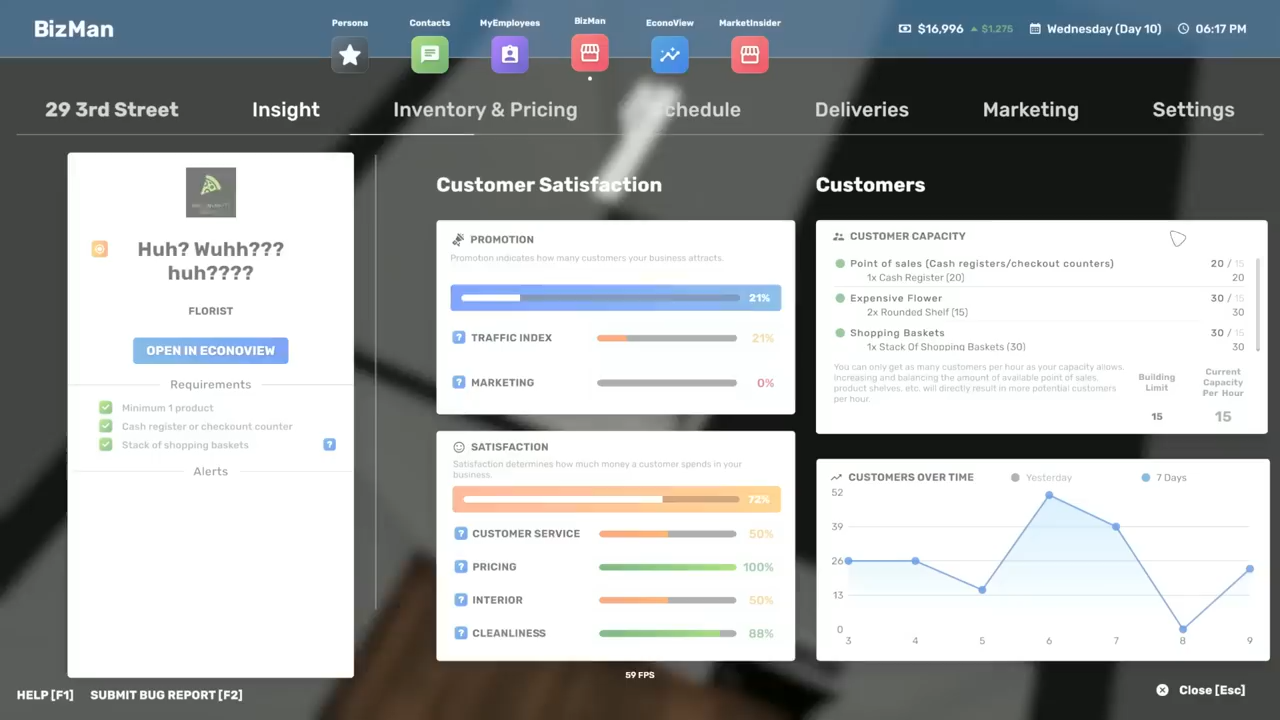 BizMan
Persona
Contacts
MyEmployees
BizMan
EconoView
MarketInsider
$16,996
$1,275
Wednesday (Day 10)
06:17 PM
29 3rd Street
Insight
Inventory & Pricing
Schedule
Deliveries
Marketing
Settings
Huh? Wuhh???
huh????
FLORIST
OPEN IN ECONOVIEW
Requirements
Minimum 1 product
Cash register or checkount counter
Stack of shopping baskets
?
Alerts
Customer Satisfaction
PROMOTION
Promotion indicates how many customers your business attracts.
21%
? TRAFFIC INDEX 21%
? MARKETING 0%
SATISFACTION
Satisfaction determines how much money a customer spends in your
business.
72%
? CUSTOMER SERVICE 50%
? PRICING 100%
? INTERIOR 50%
? CLEANLINESS 88%
Customers
CUSTOMER CAPACITY
Point of sales (Cash registers/checkout counters) 20 / 15
1x Cash Register (20) 20
Expensive Flower 30 / 15
2x Rounded Shelf (15) 30
Shopping Baskets 30 / 15
1x Stack Of Shopping Baskets (30) 30
You can only get as many customers per hour as your capacity allows.
Increasing and balancing the amount of available point of sales,
product shelves, etc. will directly result in more potential customers
per hour.
Building
Limit
15
Current
Capacity
Per Hour
15
CUSTOMERS OVER TIME
Yesterday
7 Days
52
39
26
13
0
3 4 5 6 7 8 9
59 FPS
HELP [F1]
SUBMIT BUG REPORT [F2]
Close [Esc]